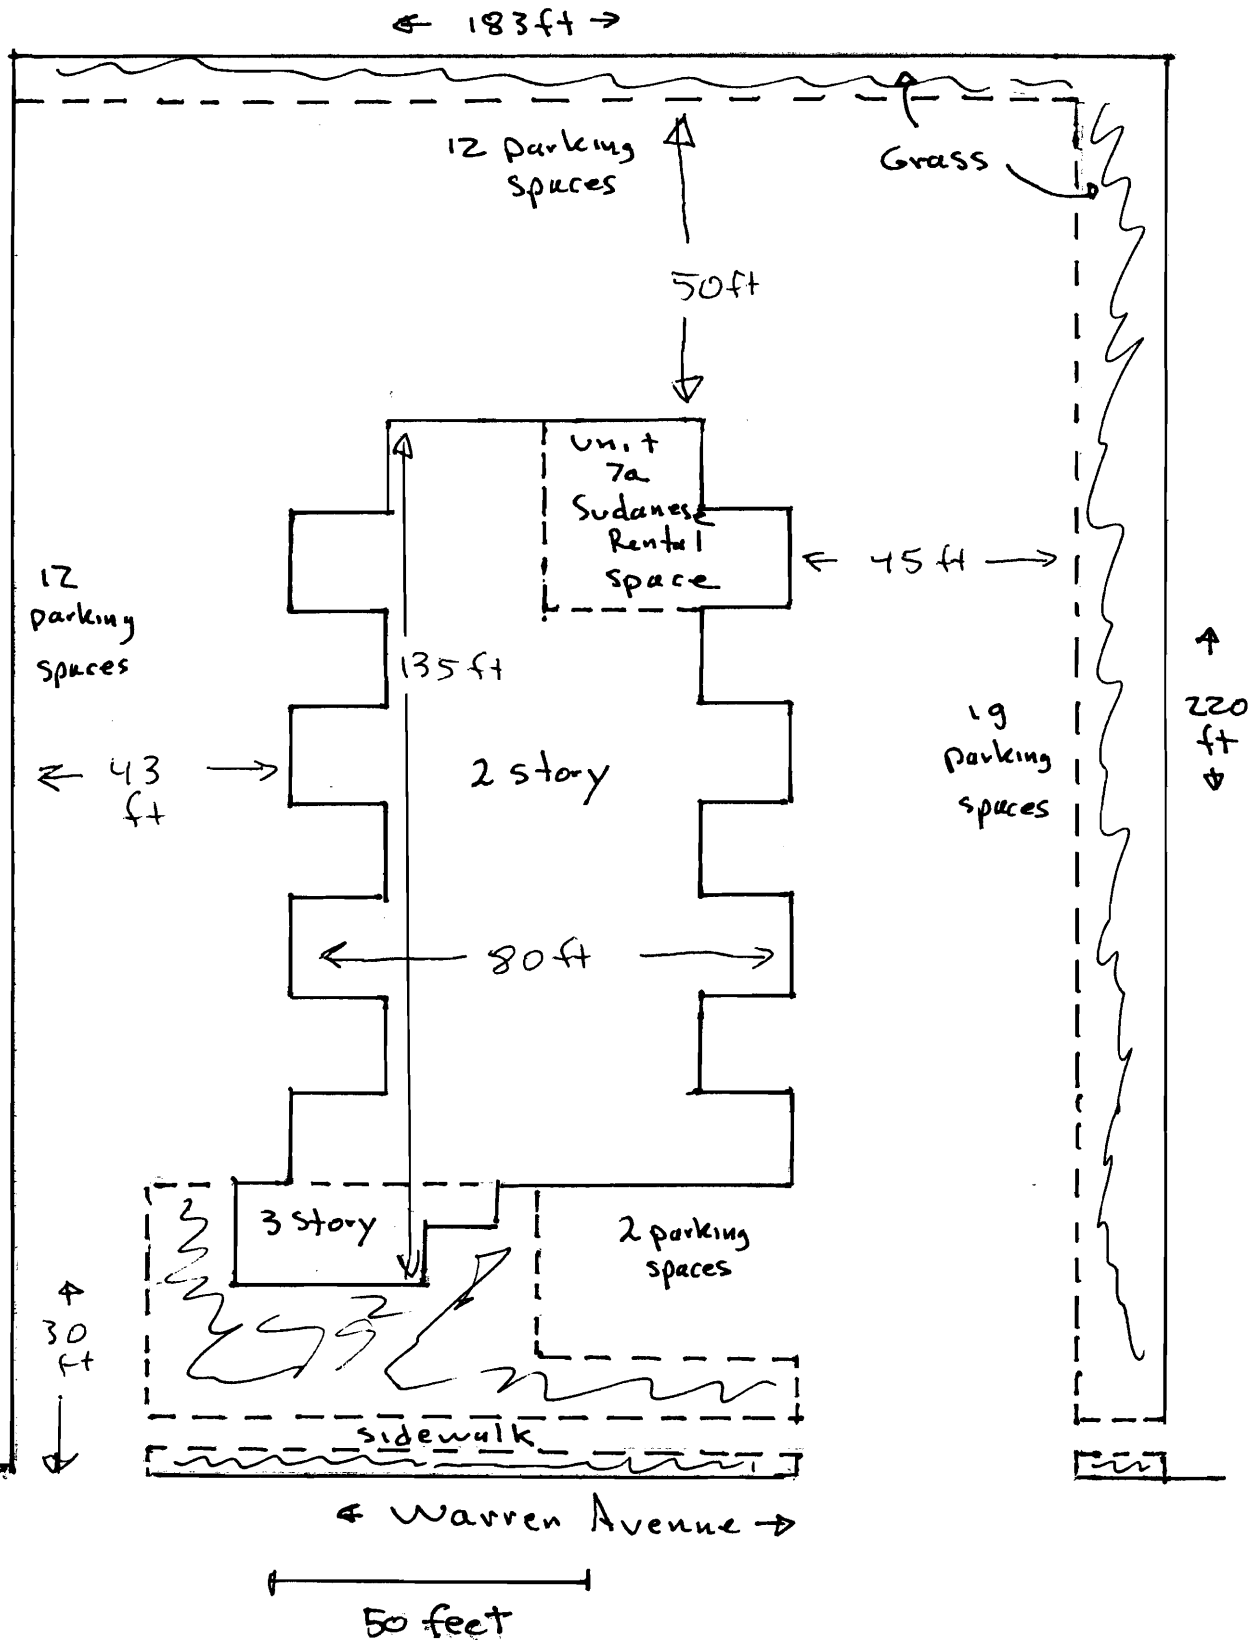 183ft
12 parking
spaces
Grass
50ft
Unit
7a
Sudanese
Rental
space
45 ft
12
parking
spaces
135 ft
220
ft
19
parking
spaces
43
ft
2 story
80 ft
3 story
2 parking
spaces
30
ft
sidewalk
Warren Avenue
50 feet